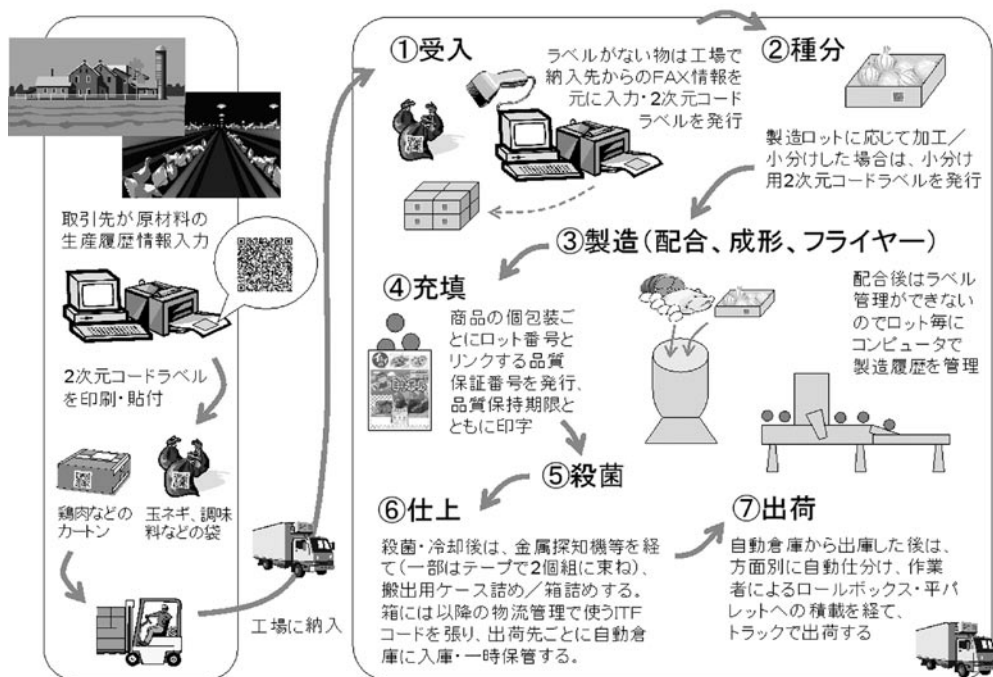 取引先が原材料の
生産履歴情報入力
2次元コードラベル
を印刷・貼付
鶏肉などの
カートン
玉ネギ、調味
料などの袋
工場に納入
①受入
ラベルがない物は工場で
納入先からのFAX情報を
元に入力・2次元コード
ラベルを発行
②種分
製造ロットに応じて加工/
小分けした場合は、小分け
用2次元コードラベルを発行
③製造(配合、成形、フライヤー)
配合後はラベル
管理ができない
のでロット毎に
コンピュータで
製造履歴を管理
④充填
商品の個包装ご
とにロット番号と
リンクする品質
保証番号を発行、
品質保持期限と
ともに印字
⑤殺菌
⑥仕上
殺菌・冷却後は、金属探知機等を経
て(一部はテープで2個組に束ね)、
搬出用ケース詰め/箱詰めする。
箱には以降の物流管理で使うITF
コードを張り、出荷先ごとに自動倉
庫に入庫・一時保管する。
⑦出荷
自動倉庫から出庫した後は、
方面別に自動仕分け、作業
者によるロールボックス・平パ
レットへの積載を経て、
トラックで出荷する